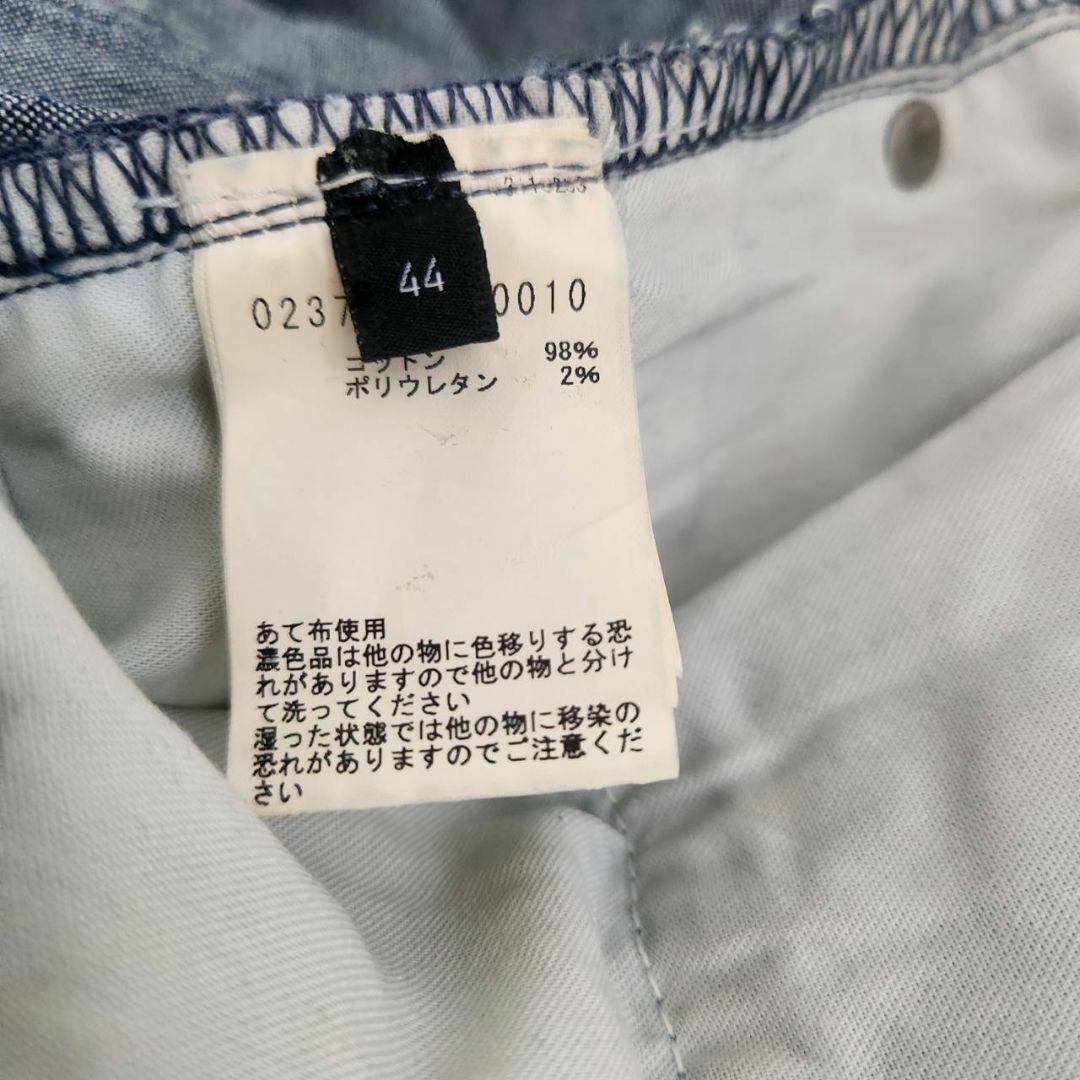 44
0237 0010
コットン 98%
ポリウレタン 2%
あて布使用
濃色品は他の物に色移りする恐
れがありますので他の物と分け
て洗ってください
湿った状態では他の物に移染の
恐れがありますのでご注意くだ
さい